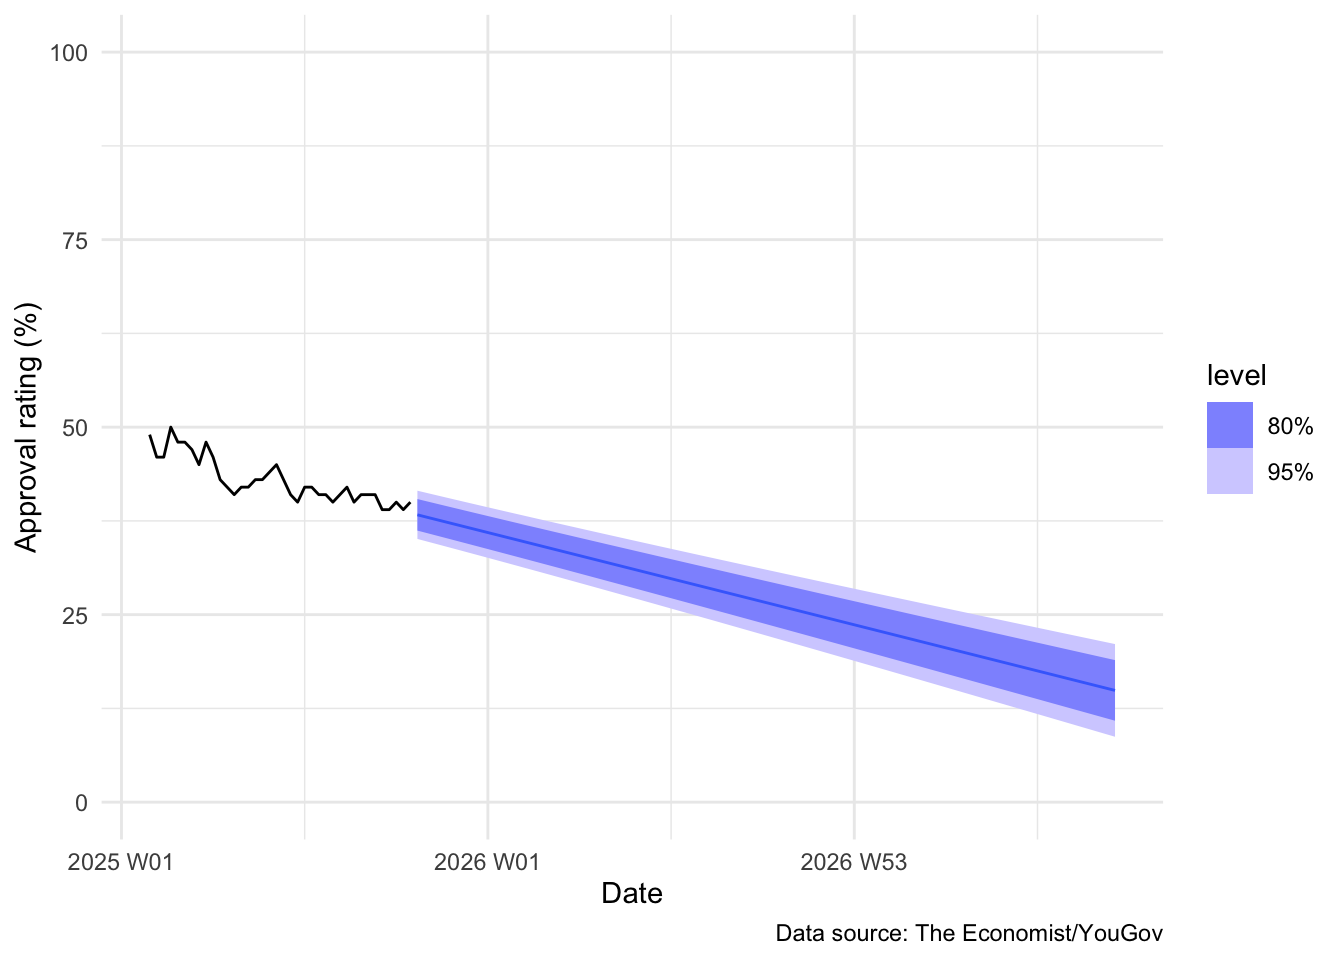 100
75
50
25
0
Approval rating (%)
2025 W01
2026 W01
2026 W53
Date
level
80%
95%
Data source: The Economist/YouGov